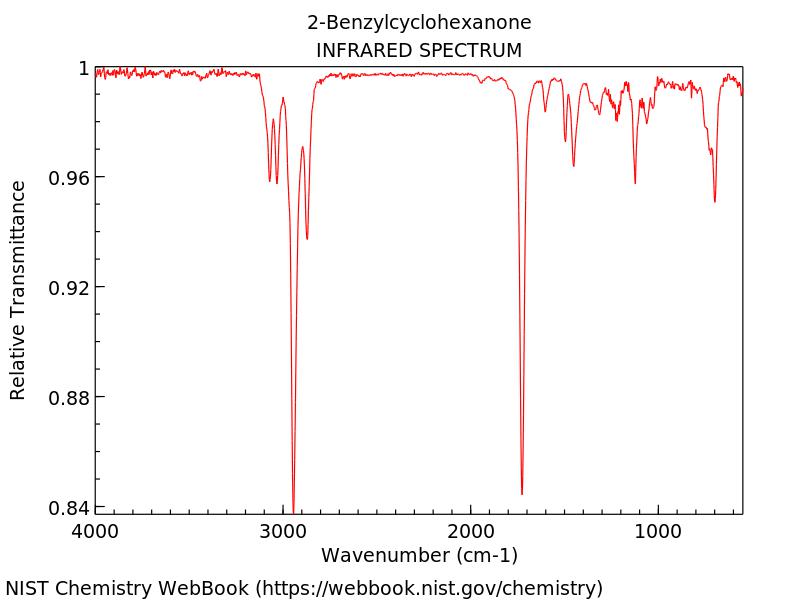 2-Benzylcyclohexanone
INFRARED SPECTRUM
1
0.96
0.92
0.88
0.84
Relative Transmittance
4000 3000 2000 1000
Wavenumber (cm-1)
NIST Chemistry WebBook (https://webbook.nist.gov/chemistry)